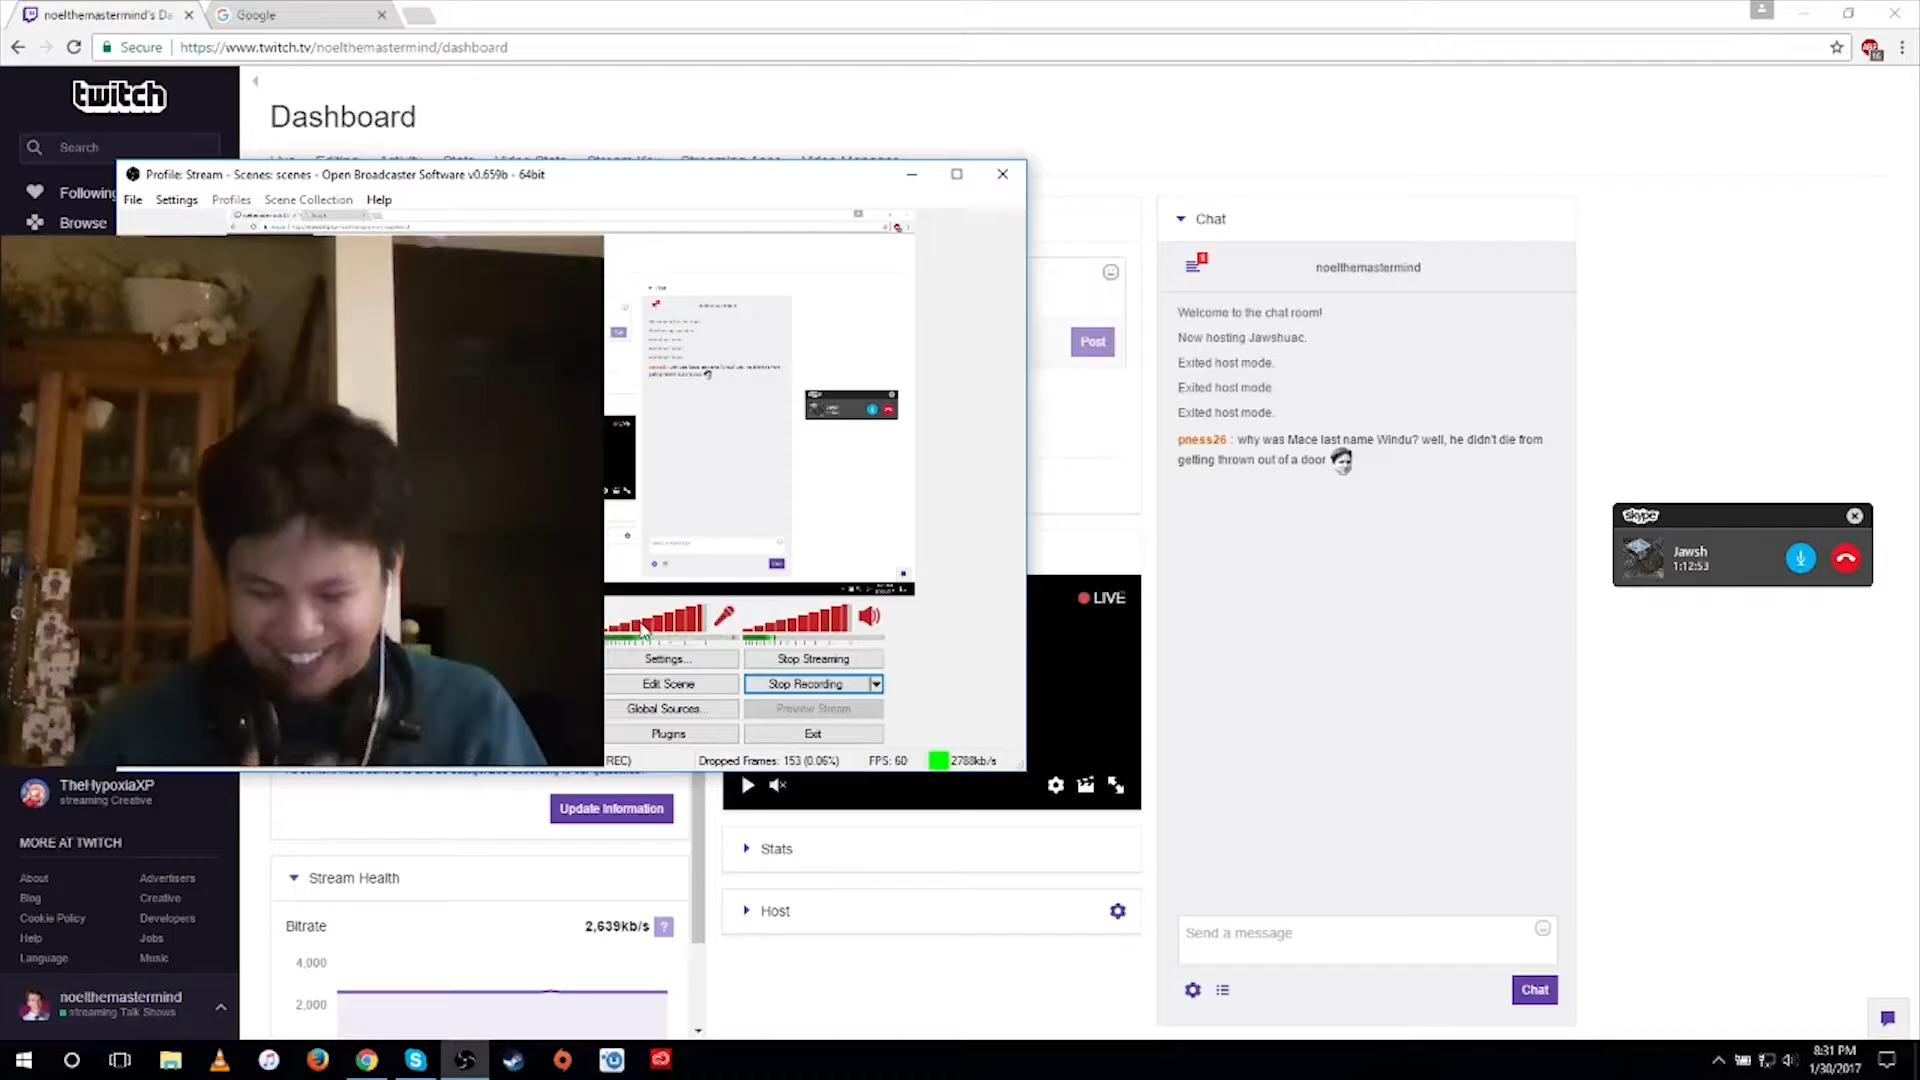 noelthemastermind's Da
Google
Secure
https://www.twitch.tv/noelthemastermind/dashboard
twitch
Search
Following
Browse
Dashboard
Profile: Stream - Scenes: scenes - Open Broadcaster Software v0.659b - 64bit
File Settings Profiles Scene Collection Help
Settings...
Stop Streaming
Edit Scene
Stop Recording
Global Sources...
Preview Stream
Plugins
Exit
REC)
Dropped Frames: 153 (0.06%)
FPS: 60
2788kb/s
Post
LIVE
Chat
noelthemastermind
Welcome to the chat room!
Now hosting Jawshuac.
Exited host mode.
Exited host mode.
Exited host mode.
pness26 : why was Mace last name Windu? well, he didn't die from
getting thrown out of a door
skype
Jawsh
1:12:53
TheHypoxiaXP
streaming Creative
MORE AT TWITCH
About Advertisers
Blog Creative
Cookie Policy Developers
Help Jobs
Language Music
noelthemastermind
streaming Talk Shows
Update Information
Stream Health
Bitrate
2,639kb/s ?
4,000
2,000
Stats
Host
Send a message
Chat
8:31 PM
1/30/2017